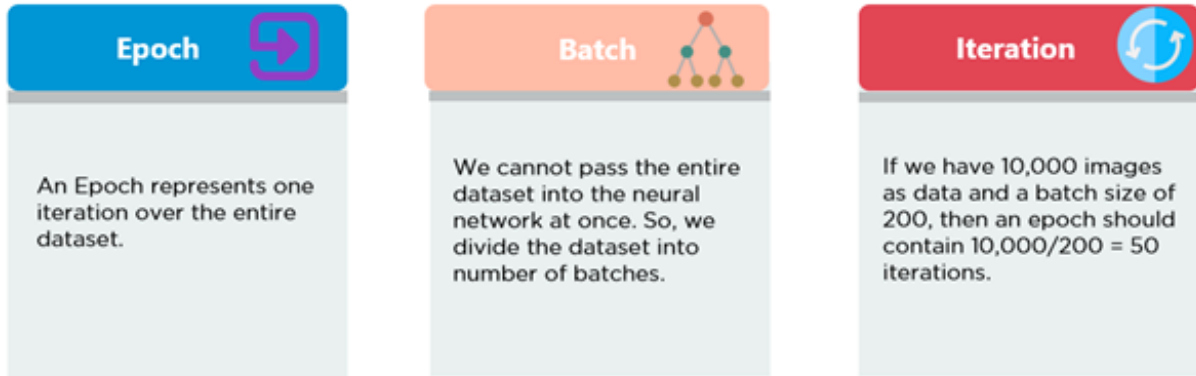 Epoch
An Epoch represents one
iteration over the entire
dataset.
Batch
We cannot pass the entire
dataset into the neural
network at once. So, we
divide the dataset into
number of batches.
Iteration
If we have 10,000 images
as data and a batch size of
200, then an epoch should
contain 10,000/200 = 50
iterations.